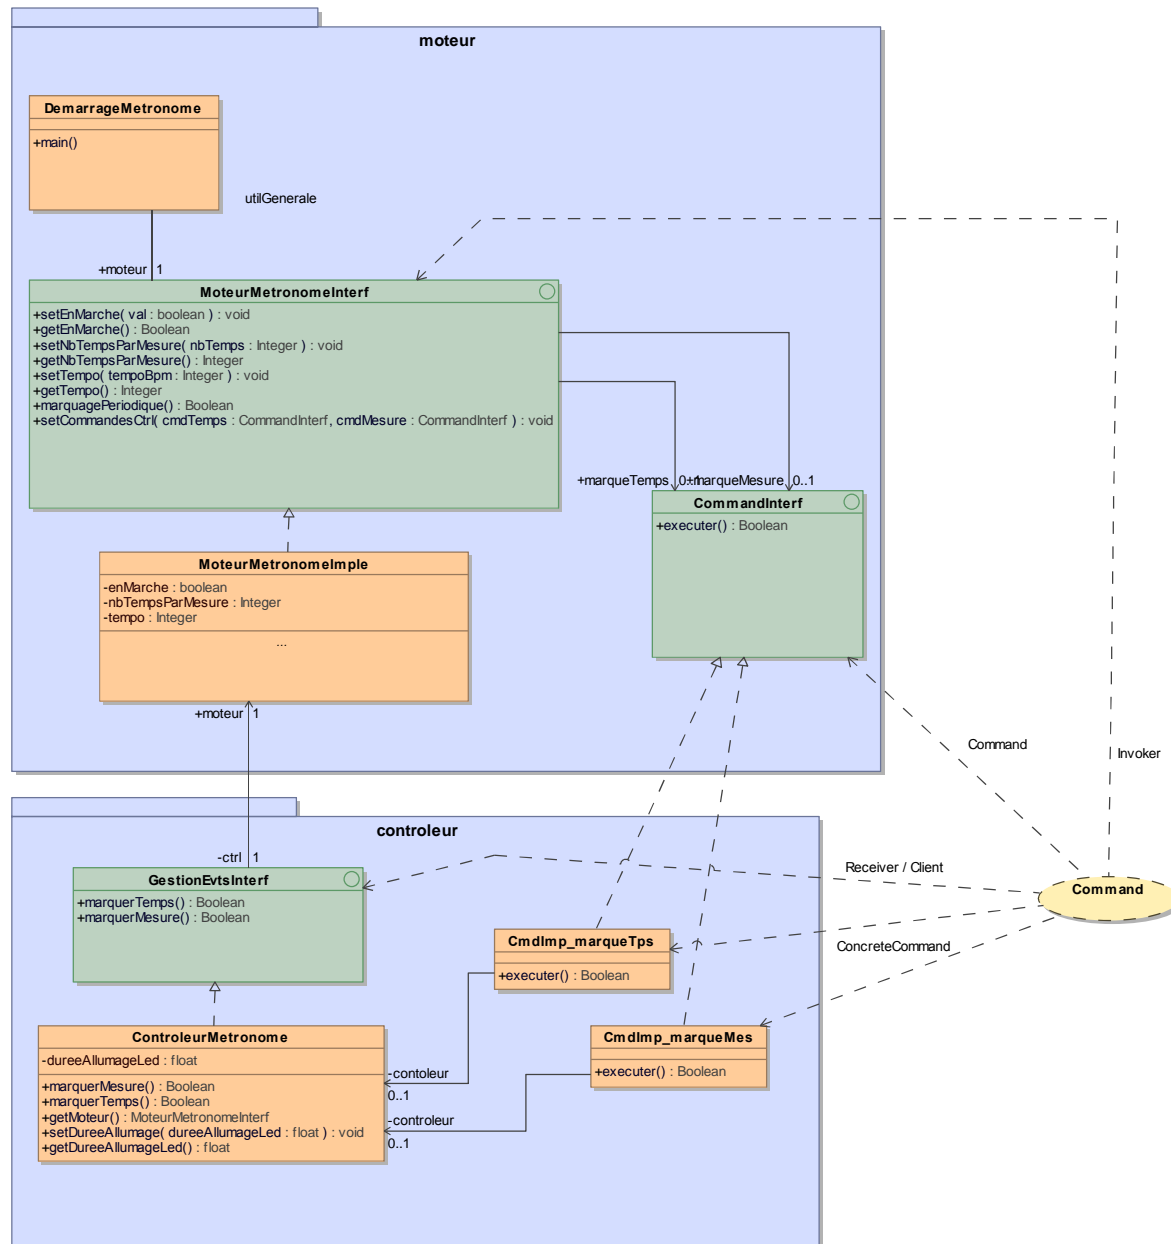 moteur
DemarrageMetronome
+main()
utilGenerale
+moteur 1
MoteurMetronomeInterf
+setEnMarche( val : boolean ) : void
+getEnMarche() : Boolean
+setNbTempsParMesure( nbTemps : Integer ) : void
+getNbTempsParMesure() : Integer
+setTempo( tempoBpm : Integer ) : void
+getTempo() : Integer
+marquagePeriodique() : Boolean
+setCommandesCtrl( cmdTemps : CommandInterf, cmdMesure : CommandInterf ) : void
+marqueTemps 0..1 +marqueMesure 0..1
CommandInterf
+executer() : Boolean
MoteurMetronomeImple
-enMarche : boolean
-nbTempsParMesure : Integer
-tempo : Integer
...
+moteur 1
Command
Invoker
controleur
-ctrl 1
GestionEvtsInterf
+marquerTemps() : Boolean
+marquerMesure() : Boolean
Receiver / Client
Command
ConcreteCommand
CmdImp_marqueTps
+executer() : Boolean
CmdImp_marqueMes
+executer() : Boolean
ControleurMetronome
-dureeAllumageLed : float
+marquerMesure() : Boolean
+marquerTemps() : Boolean
+getMoteur() : MoteurMetronomeInterf
+setDureeAllumage( dureeAllumageLed : float ) : void
+getDureeAllumageLed() : float
-contoleur
0..1
-controleur
0..1